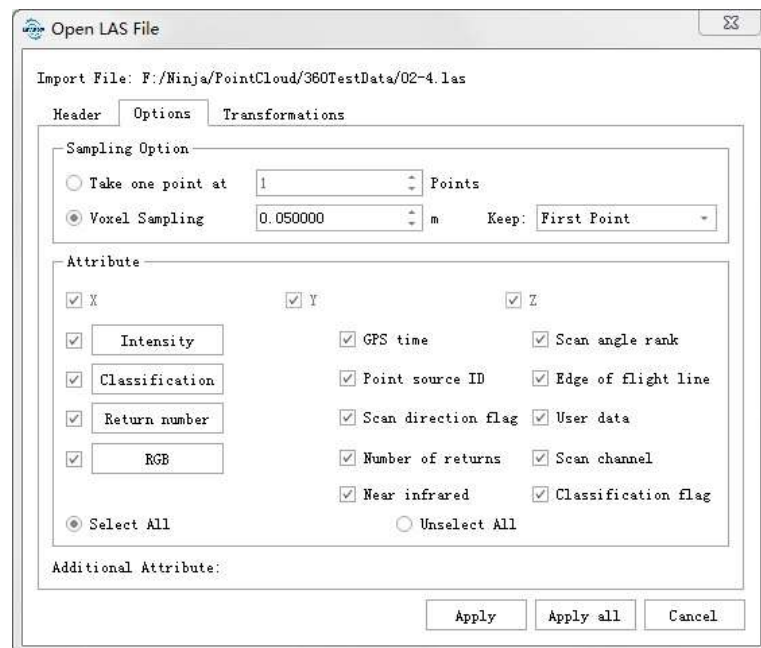 Open LAS File
Import File: F:/Ninja/PointCloud/360TestData/02-4.las
Header Options Transformations
Sampling Option
Take one point at 1 Points
Voxel Sampling 0.050000 m Keep: First Point
Attribute
X Y Z
Intensity GPS time Scan angle rank
Classification Point source ID Edge of flight line
Return number Scan direction flag User data
RGB Number of returns Scan channel
Near infrared Classification flag
Select All Unselect All
Additional Attribute:
Apply Apply all Cancel